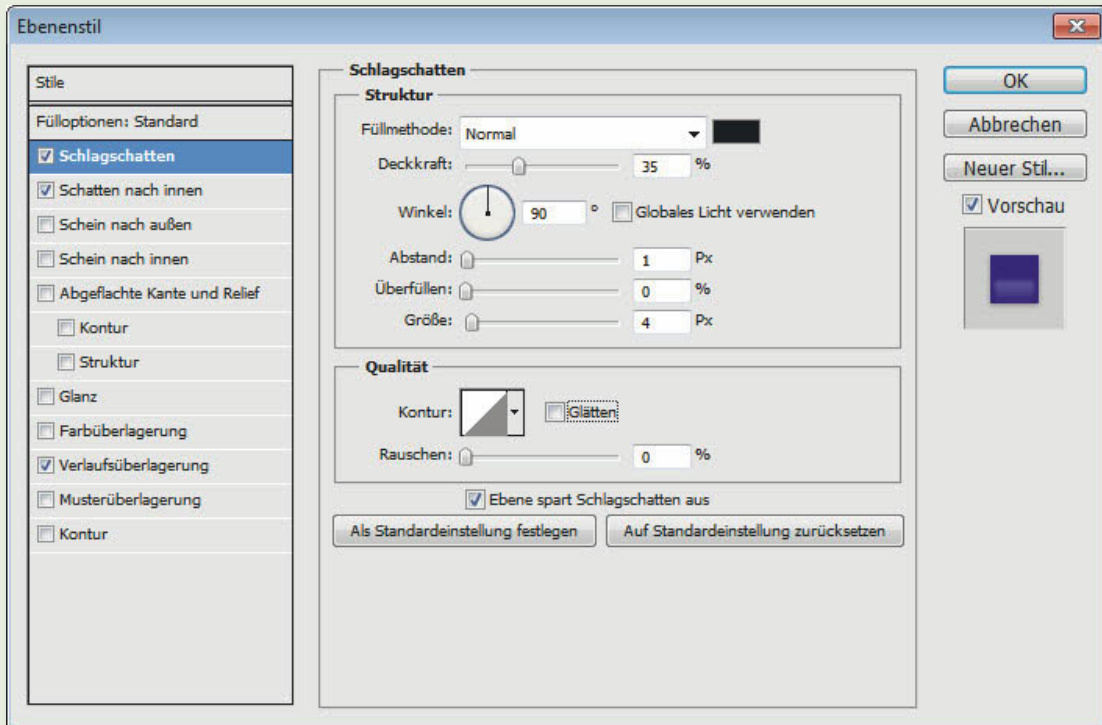 Ebenenstil
Stile
Fülloptionen: Standard
Schlagschatten
Schatten nach innen
Schein nach außen
Schein nach innen
Abgeflachte Kante und Relief
Kontur
Struktur
Glanz
Farbüberlagerung
Verlaufsüberlagerung
Musterüberlagerung
Kontur
Schlagschatten
Struktur
Füllmethode: Normal
Deckkraft: 35 %
Winkel: 90 ° Globales Licht verwenden
Abstand: 1 Px
Überfüllen: 0 %
Größe: 4 Px
Qualität
Kontur: Glätten
Rauschen: 0 %
Ebene spart Schlagschatten aus
Als Standardeinstellung festlegen Auf Standardeinstellung zurücksetzen
OK
Abbrechen
Neuer Stil...
Vorschau